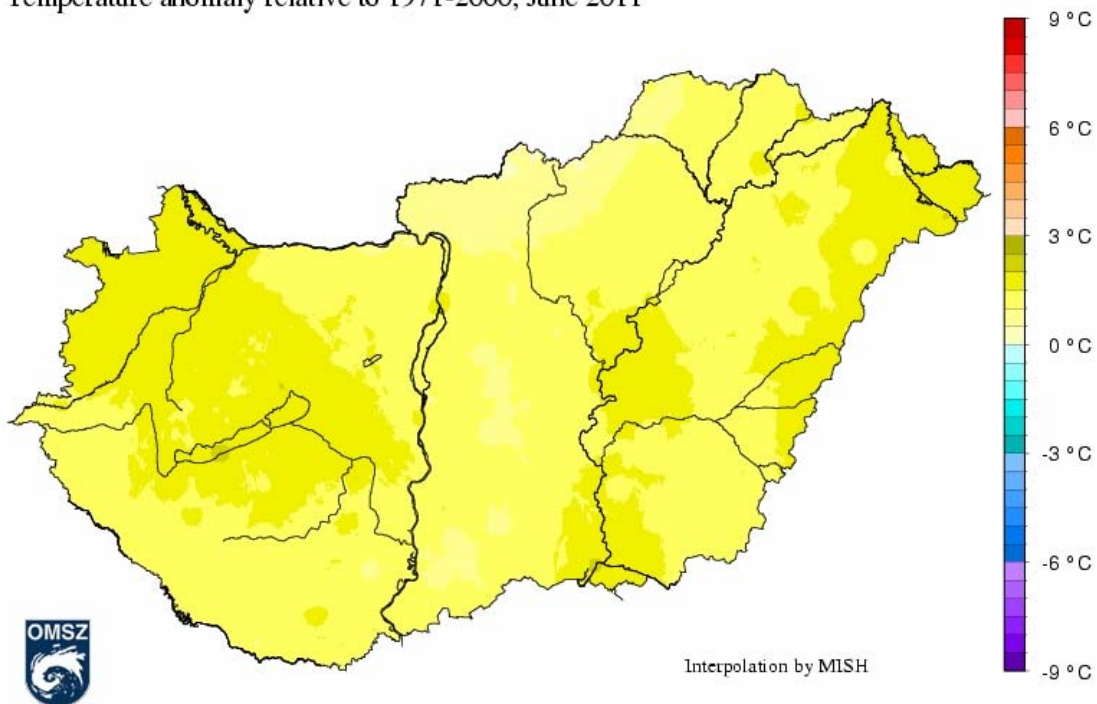 Temperature anomaly relative to 1971-2000, June 2011
9 °C
6 °C
3 °C
0 °C
-3 °C
-6 °C
-9 °C
OMSZ
Interpolation by MISH